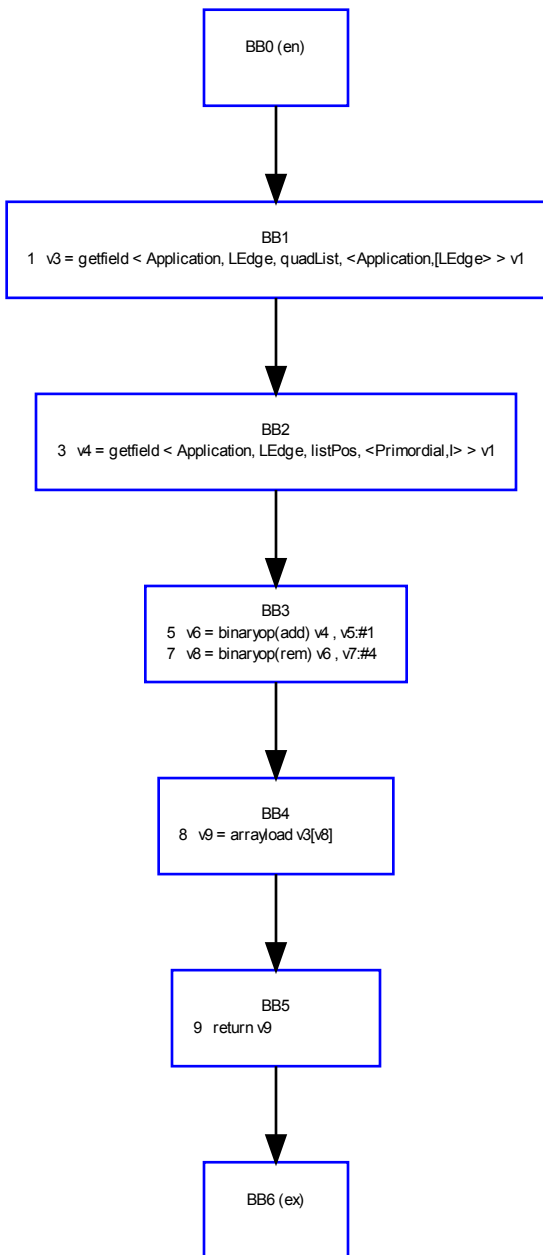 BB0 (en)
BB1
1 v3 = getfield < Application, LEdge, quadList, <Application,[LEdge> > v1
BB2
3 v4 = getfield < Application, LEdge, listPos, <Primordial,I> > v1
BB3
5 v6 = binaryop(add) v4 , v5:#1
7 v8 = binaryop(rem) v6 , v7:#4
BB4
8 v9 = arrayload v3[v8]
BB5
9 return v9
BB6 (ex)